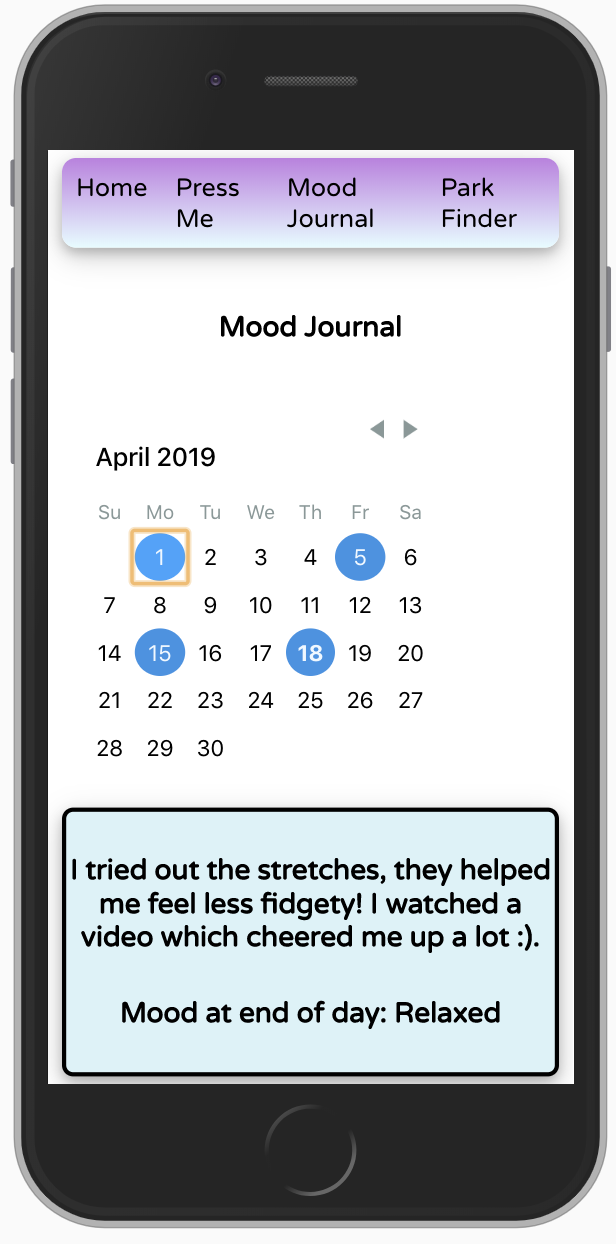 Home Press Me Mood Journal Park Finder
Mood Journal
April 2019
Su Mo Tu We Th Fr Sa
1 2 3 4 5 6
7 8 9 10 11 12 13
14 15 16 17 18 19 20
21 22 23 24 25 26 27
28 29 30
I tried out the stretches, they helped
me feel less fidgety! I watched a
video which cheered me up a lot :).
Mood at end of day: Relaxed